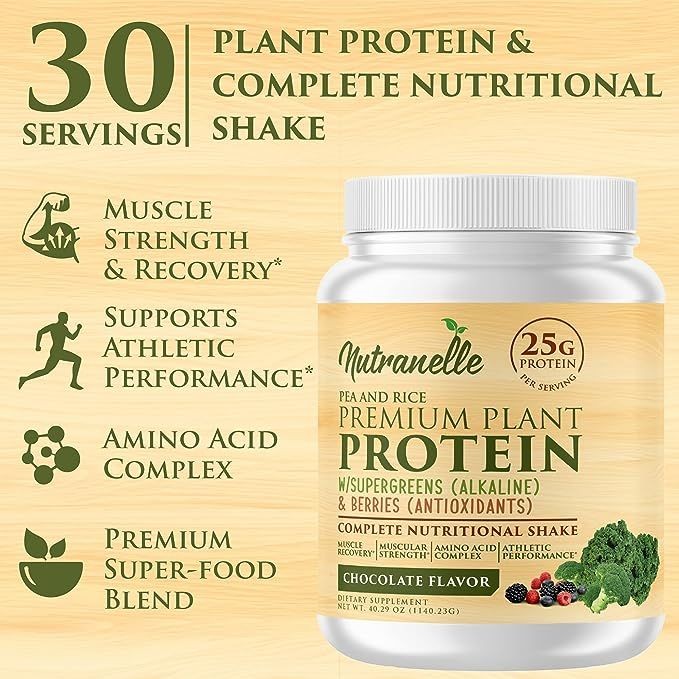 30
SERVINGS
PLANT PROTEIN &
COMPLETE NUTRITIONAL
SHAKE
MUSCLE
STRENGTH
& RECOVERY*
SUPPORTS
ATHLETIC
PERFORMANCE*
AMINO ACID
COMPLEX
PREMIUM
SUPER-FOOD
BLEND
Nutranelle
25G
PROTEIN
PER SERVING
PEA AND RICE
PREMIUM PLANT
PROTEIN
W/SUPERGREENS (ALKALINE)
& BERRIES (ANTIOXIDANTS)
COMPLETE NUTRITIONAL SHAKE
MUSCLE RECOVERY*
MUSCULAR STRENGTH*
AMINO ACID COMPLEX
ATHLETIC PERFORMANCE*
CHOCOLATE FLAVOR
DIETARY SUPPLEMENT
NET WT. 40.29 OZ (1140.23G)